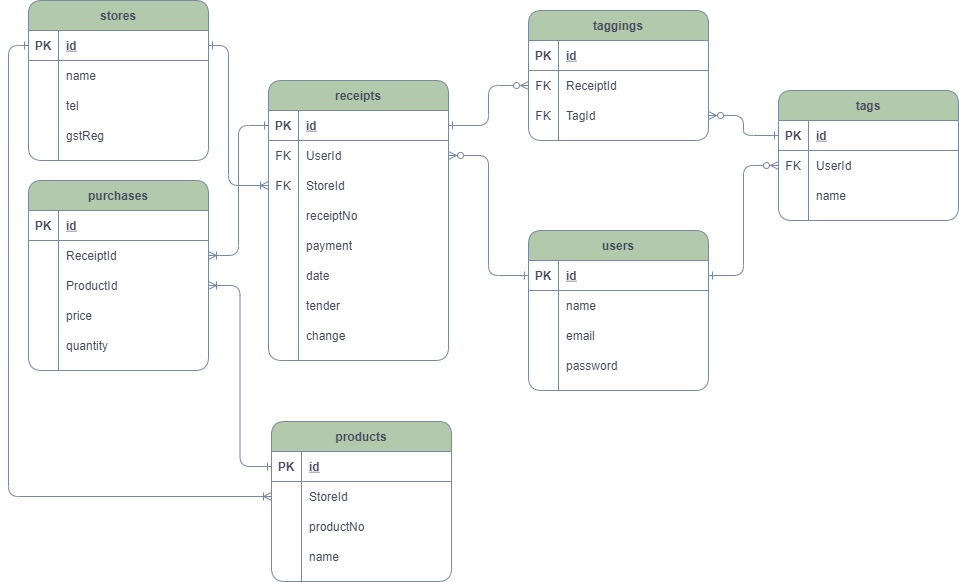 stores
PK id
name
tel
gstReg
purchases
PK id
ReceiptId
ProductId
price
quantity
receipts
PK id
FK UserId
FK StoreId
receiptNo
payment
date
tender
change
products
PK id
StoreId
productNo
name
taggings
PK id
FK ReceiptId
FK TagId
users
PK id
name
email
password
tags
PK id
FK UserId
name